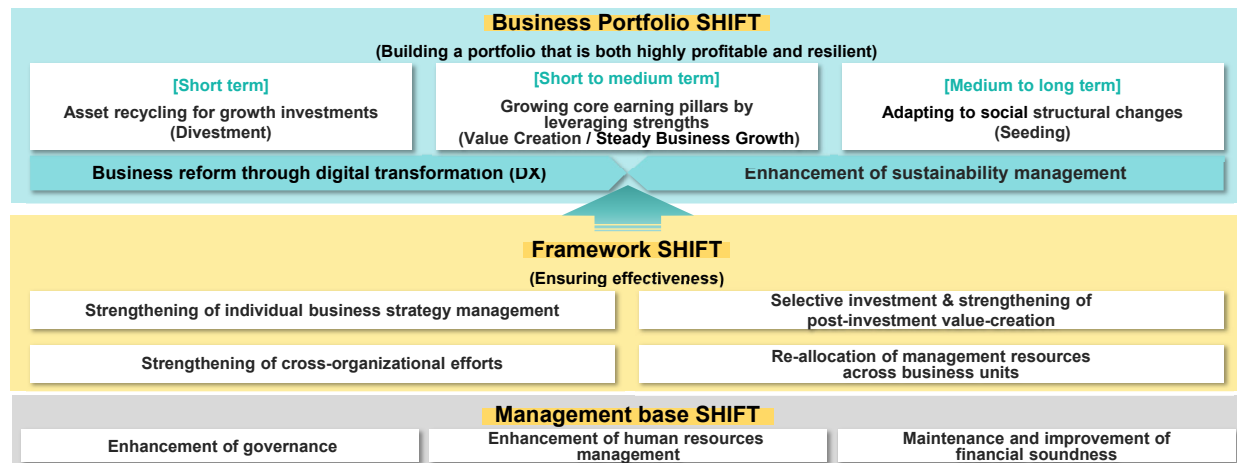 Business Portfolio SHIFT
(Building a portfolio that is both highly profitable and resilient)
[Short term]
Asset recycling for growth investments
(Divestment)
[Short to medium term]
Growing core earning pillars by
leveraging strengths
(Value Creation / Steady Business Growth)
[Medium to long term]
Adapting to social structural changes
(Seeding)
Business reform through digital transformation (DX)
Enhancement of sustainability management
Framework SHIFT
(Ensuring effectiveness)
Strengthening of individual business strategy management
Selective investment & strengthening of
post-investment value-creation
Strengthening of cross-organizational efforts
Re-allocation of management resources
across business units
Management base SHIFT
Enhancement of governance
Enhancement of human resources
management
Maintenance and improvement of
financial soundness